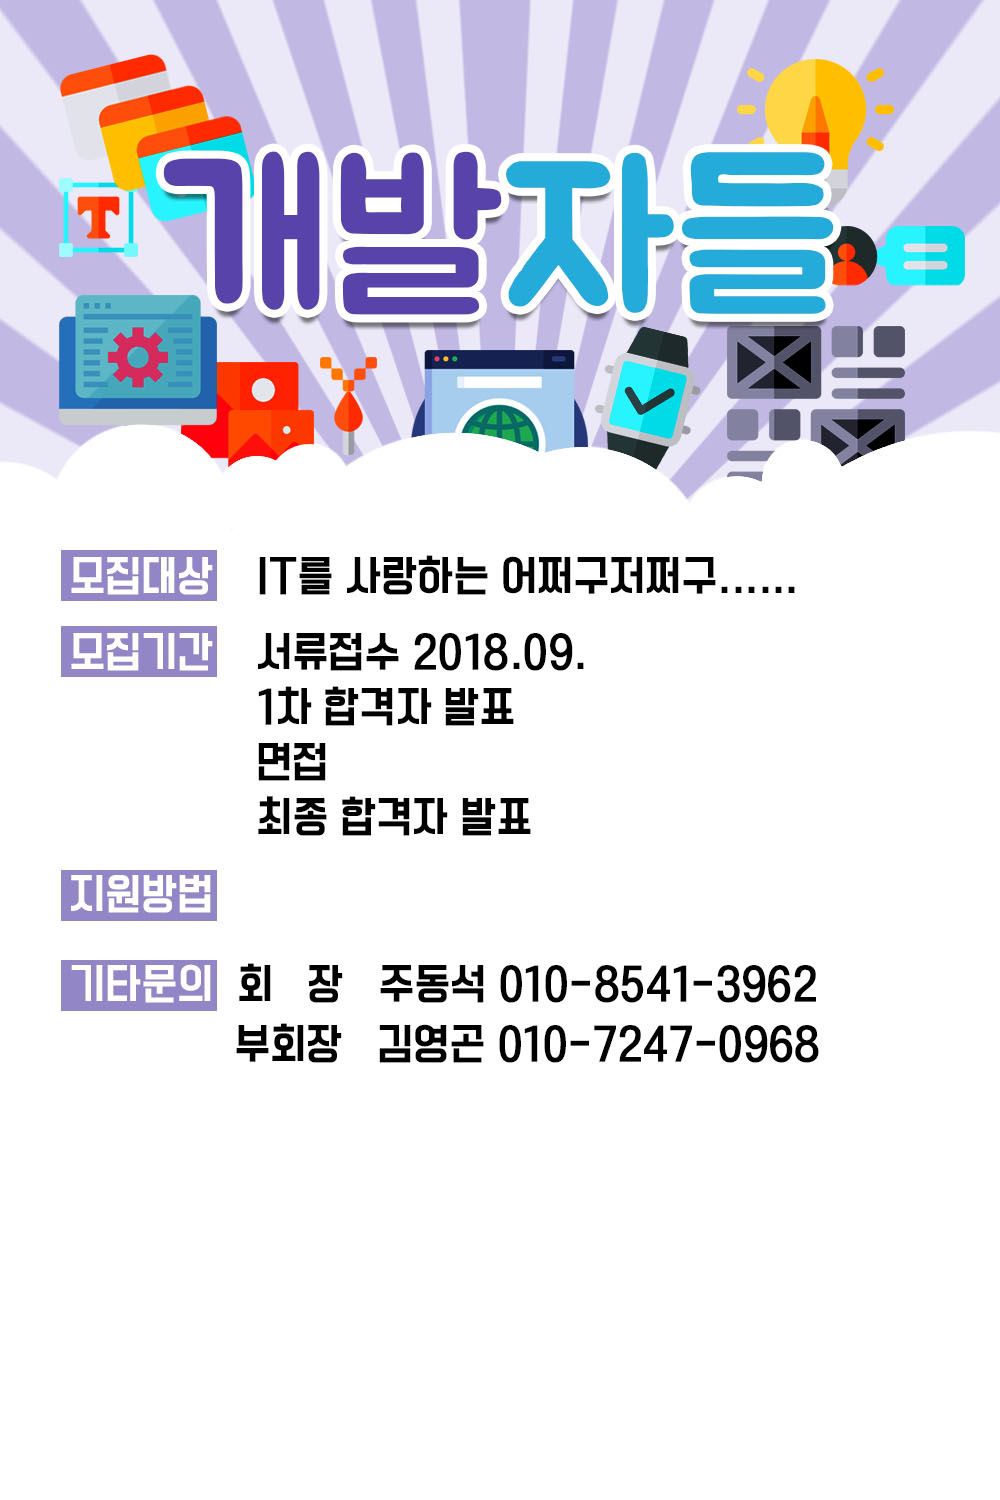 개발자들
T
모집대상 IT를 사랑하는 어쩌구저쩌구......
모집기간 서류접수 2018.09.
1차 합격자 발표
면접
최종 합격자 발표
지원방법
기타문의 회 장 주동석 010-8541-3962
부회장 김영곤 010-7247-0968